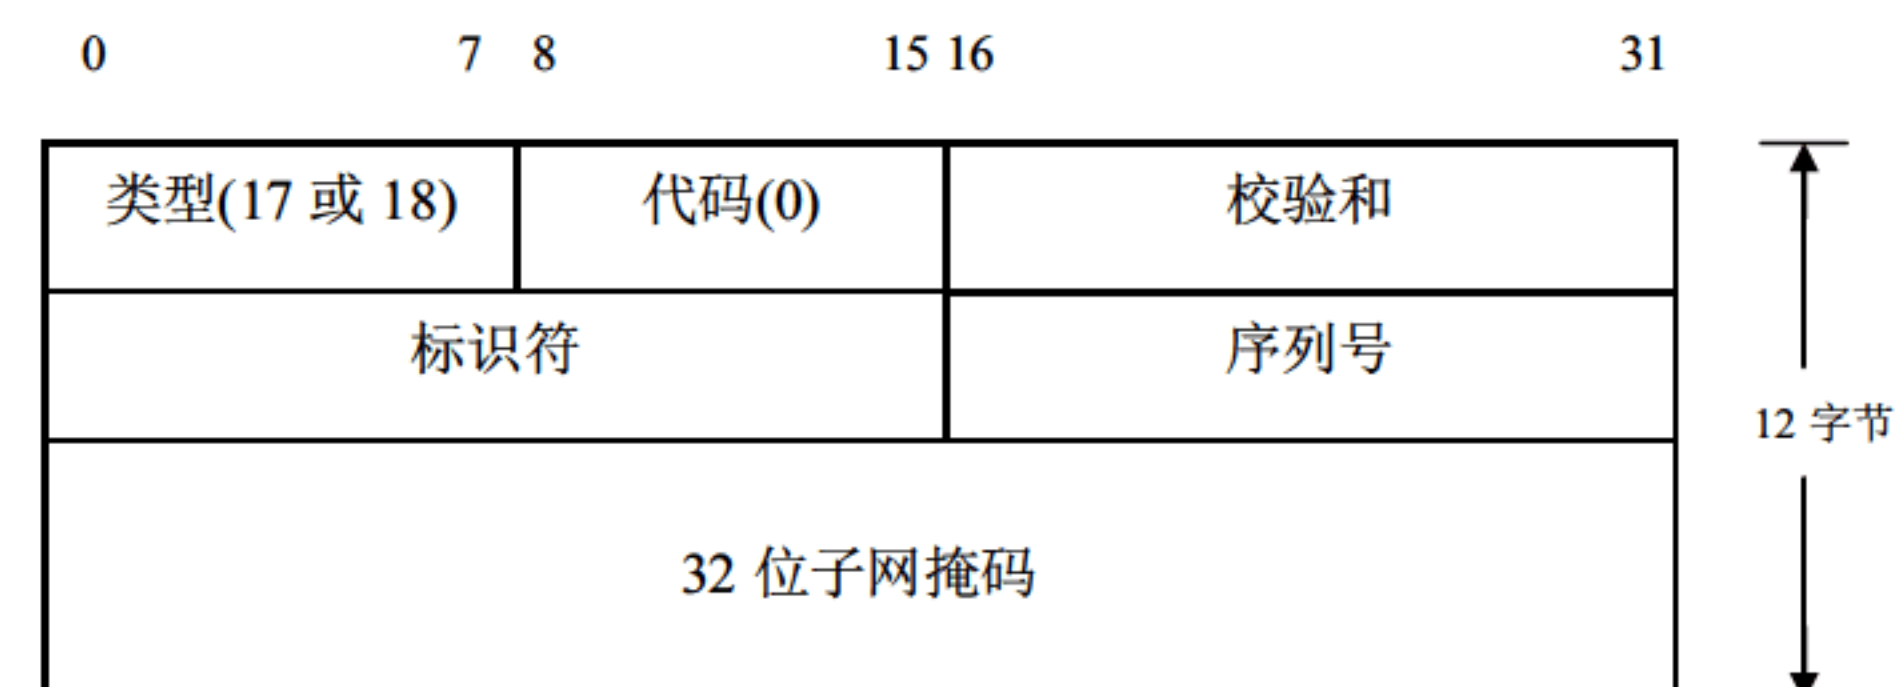 0 7 8 15 16 31
类型(17 或 18) 代码(0) 校验和
标识符 序列号
12 字节
32 位子网掩码